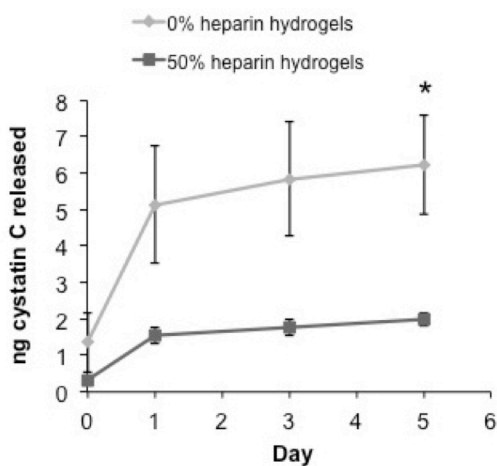 0% heparin hydrogels
50% heparin hydrogels
*
8
7
6
5
4
3
2
1
0
ng cystatin C released
0 1 2 3 4 5 6
Day